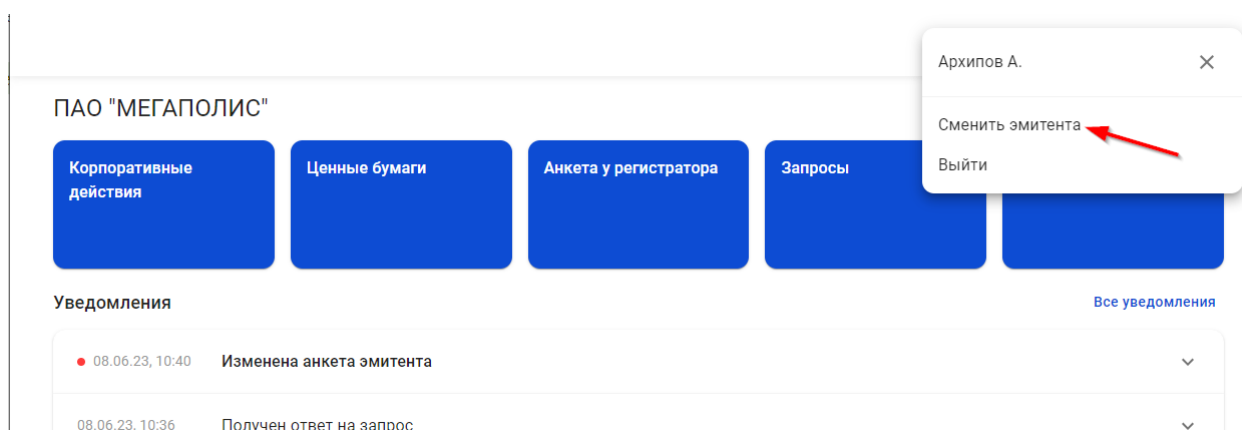 Архипов А.
ПАО "МЕГАПОЛИС"
Сменить эмитента
Выйти
Корпоративные
действия
Ценные бумаги
Анкета у регистратора
Запросы
Уведомления
Все уведомления
08.06.23, 10:40 Изменена анкета эмитента
08.06.23, 10:36 Получен ответ на запрос